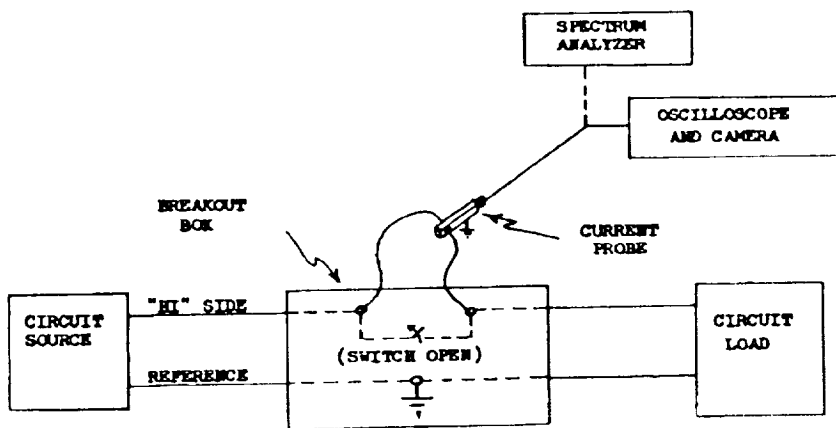 SPECTRUM
ANALYZER
OSCILLOSCOPE
AND CAMERA
BREAKOUT
BOX
CURRENT
PROBE
CIRCUIT
SOURCE
"HI" SIDE
(SWITCH OPEN)
REFERENCE
CIRCUIT
LOAD